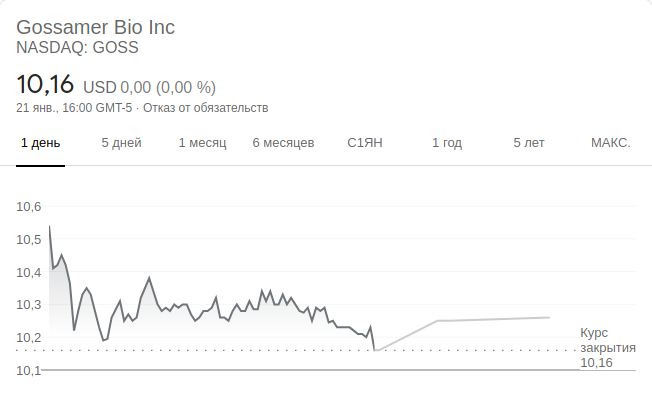 Gossamer Bio Inc
NASDAQ: GOSS
10,16 USD 0,00 (0,00 %)
21 янв., 16:00 GMT-5 · Отказ от обязательств
1 день 5 дней 1 месяц 6 месяцев С1ЯН 1 год 5 лет МАКС.
10,6
10,5
10,4
10,3
10,2
10,1
Курс
закрытия
10,16